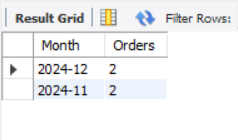 Result Grid Filter Rows:
Month Orders
2024-12 2
2024-11 2